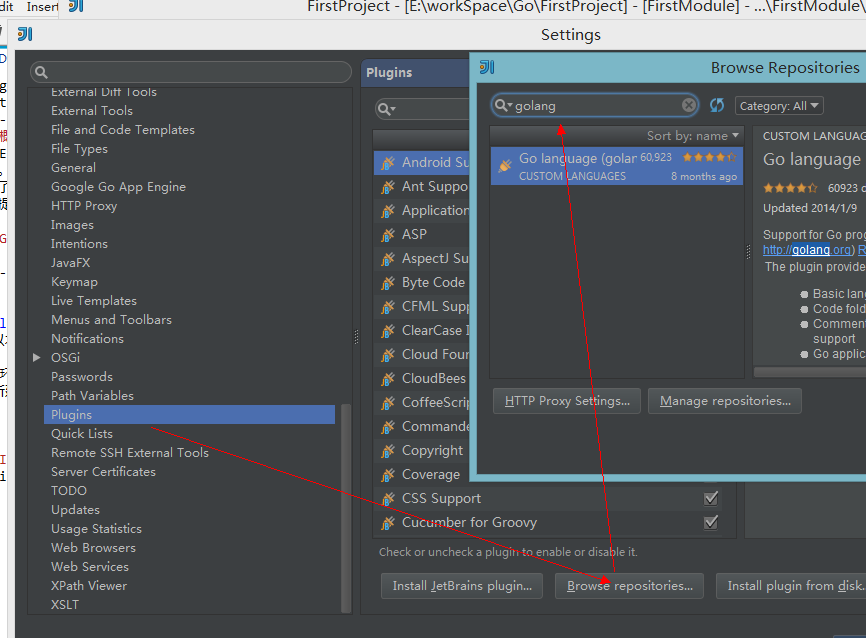 dit Insert
FirstProject - [E:\workSpace\Go\FirstProject] - [FirstModule] - ...\FirstModule\
Settings
External Diff Tools
External Tools
File and Code Templates
File Types
General
Google Go App Engine
HTTP Proxy
Images
Intentions
JavaFX
Keymap
Live Templates
Menus and Toolbars
Notifications
OSGi
Passwords
Path Variables
Plugins
Quick Lists
Remote SSH External Tools
Server Certificates
TODO
Updates
Usage Statistics
Web Browsers
Web Services
XPath Viewer
XSLT
Plugins
Android Su
Ant Suppo
Application
ASP
AspectJ Su
Byte Code
CFML Supp
ClearCase I
Cloud Foun
CloudBees
CoffeeScrip
Commande
Copyright
Coverage
CSS Support
Cucumber for Groovy
Check or uncheck a plugin to enable or disable it.
Install JetBrains plugin...
Browse repositories...
Install plugin from disk..
Browse Repositories
golang
Category: All
Sort by: name
Go language (golar 60,923
CUSTOM LANGUAGES 8 months ago
HTTP Proxy Settings...
Manage repositories...
CUSTOM LANGUAG
Go language
60923 d
Updated 2014/1/9
Support for Go prog
http://golang.org) R
The plugin provide
Basic lan
Code fold
Commen
support
Go applic